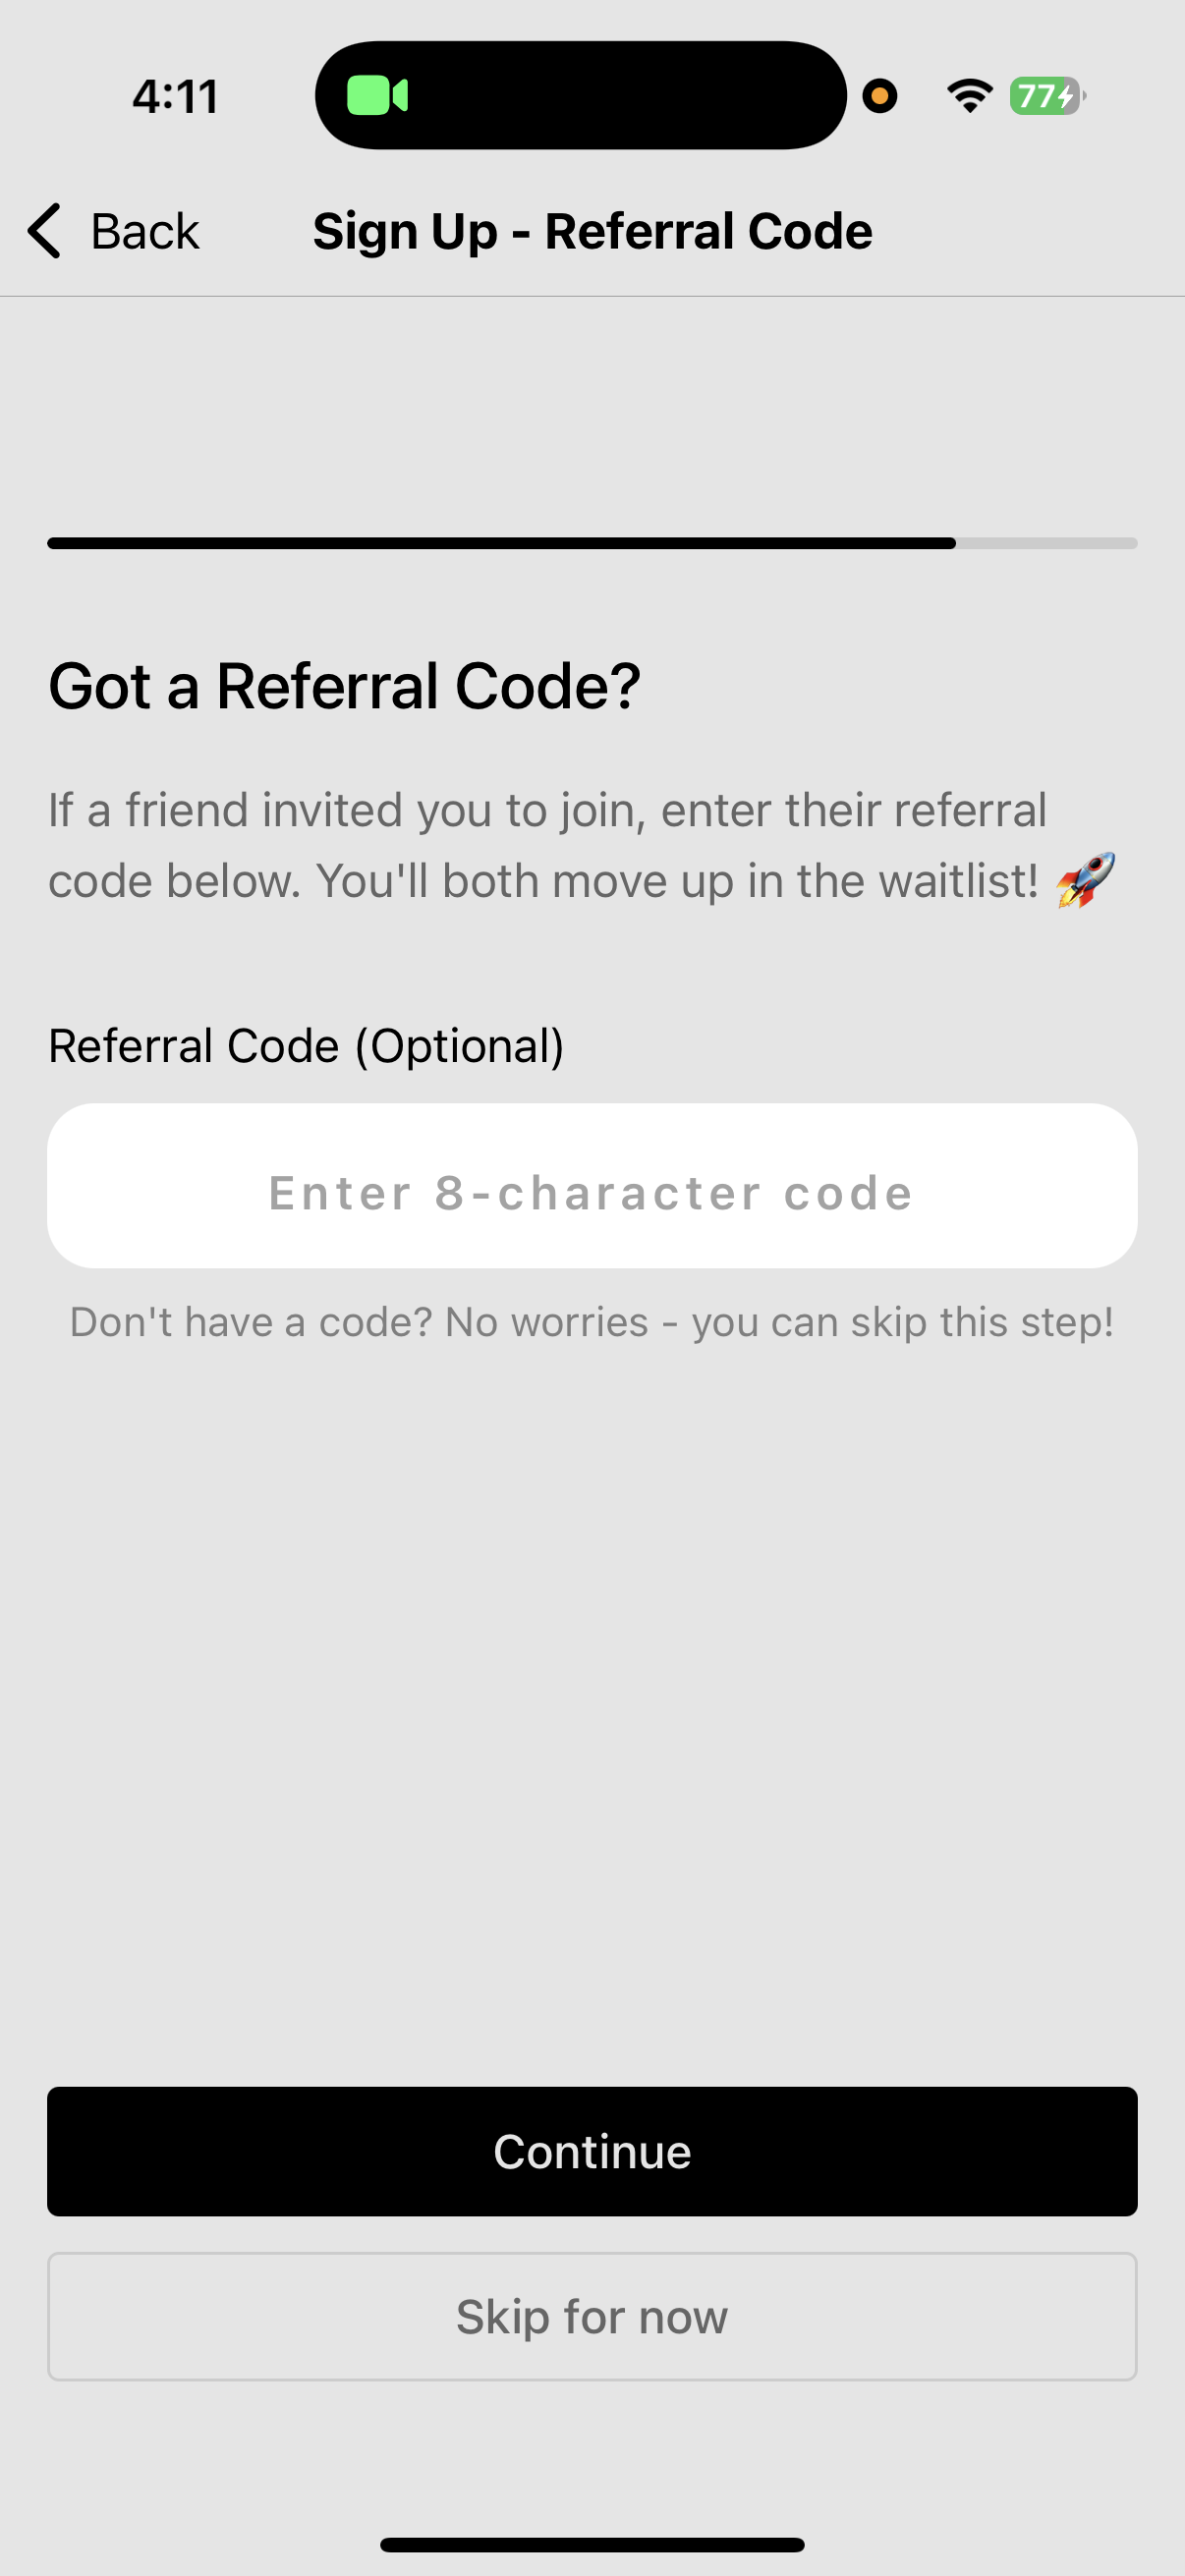 4:11
77
Back
Sign Up - Referral Code
Got a Referral Code?
If a friend invited you to join, enter their referral
code below. You'll both move up in the waitlist! 🚀
Referral Code (Optional)
Enter 8-character code
Don't have a code? No worries - you can skip this step!
Continue
Skip for now